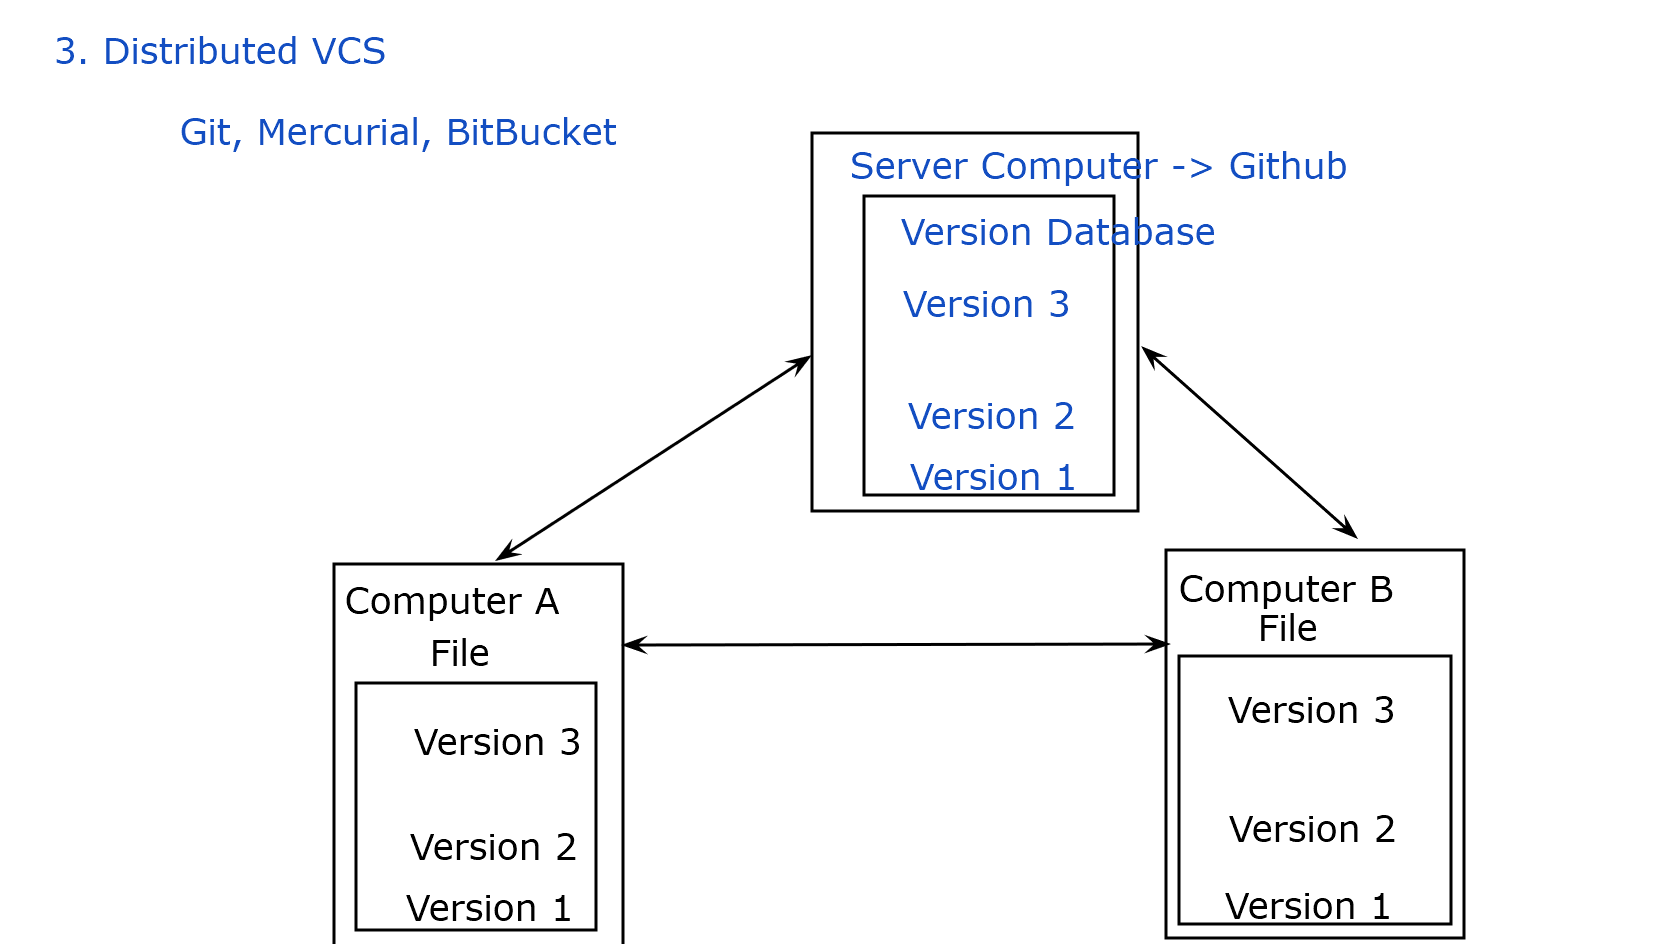 3. Distributed VCS
Git, Mercurial, BitBucket
Server Computer -> Github
Version Database
Version 3
Version 2
Version 1
Computer A
File
Version 3
Version 2
Version 1
Computer B
File
Version 3
Version 2
Version 1